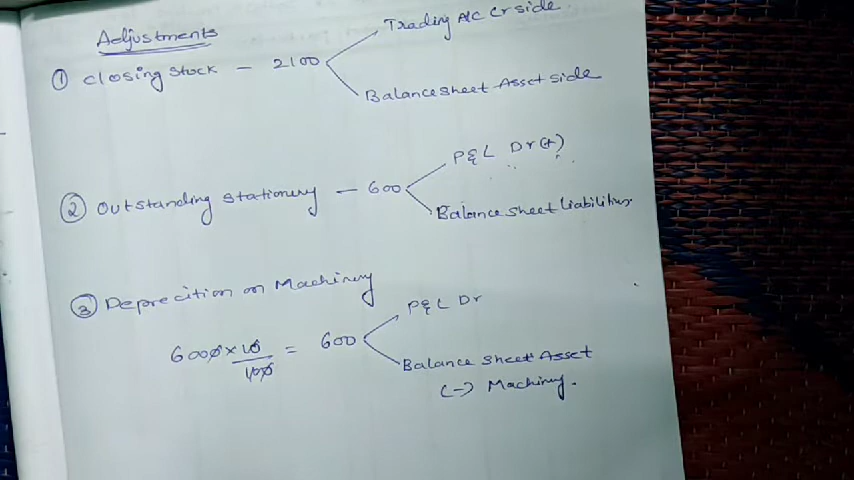 Adjustments
Trading A/C Cr side
① closing stock — 2100
Balance sheet Asset side
P&L Dr (+)
② Outstanding stationery — 600
Balance sheet Liabilities
③ Deprecition on Machinery
P&L Dr
6000 × 10 / 100 = 600
Balance sheet Asset
(-) Machinery.